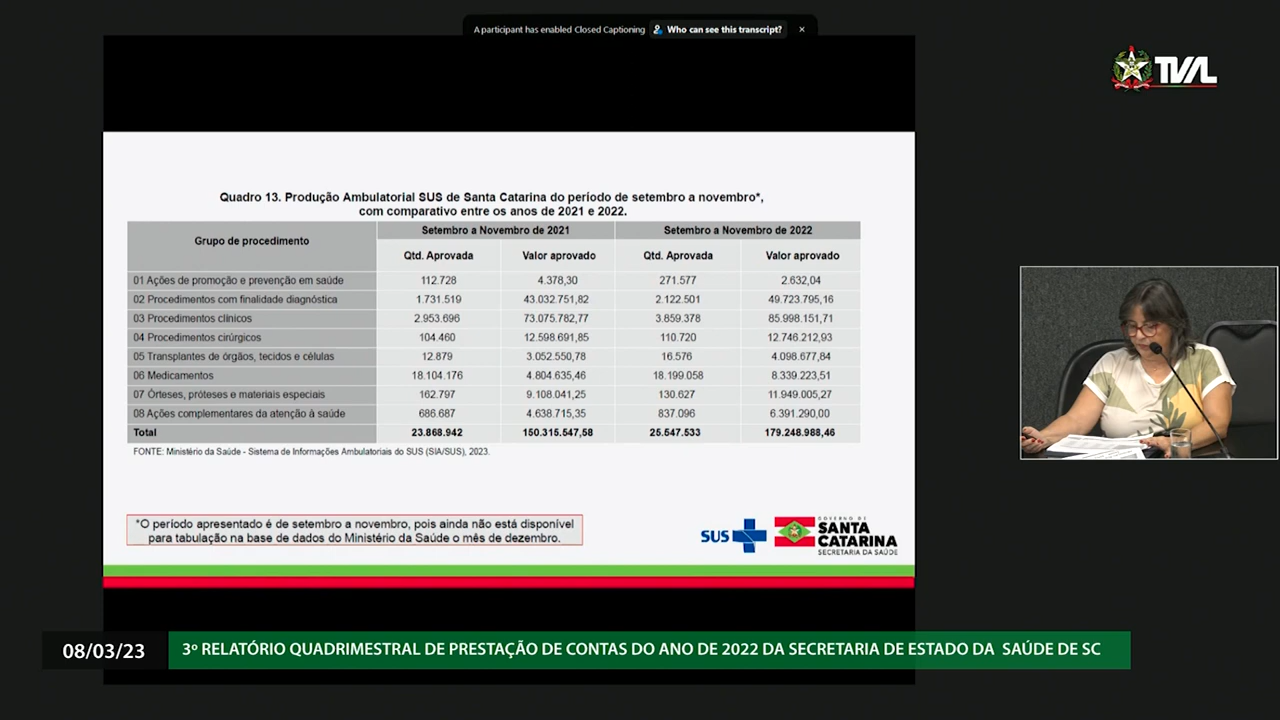 A participant has enabled Closed Captioning Who can see this transcript? ×
TVAL
Quadro 13. Produção Ambulatorial SUS de Santa Catarina do período de setembro a novembro*,
com comparativo entre os anos de 2021 e 2022.
Grupo de procedimento Setembro a Novembro de 2021 Setembro a Novembro de 2022
Qtd. Aprovada Valor aprovado Qtd. Aprovada Valor aprovado
01 Ações de promoção e prevenção em saúde 112.728 4.378,30 271.577 2.632,04
02 Procedimentos com finalidade diagnóstica 1.731.519 43.032.751,82 2.122.501 49.723.795,16
03 Procedimentos clínicos 2.953.696 73.075.782,77 3.859.378 85.998.151,71
04 Procedimentos cirúrgicos 104.460 12.598.691,85 110.720 12.746.212,93
05 Transplantes de órgãos, tecidos e células 12.879 3.052.550,78 16.576 4.098.677,84
06 Medicamentos 18.104.176 4.804.635,46 18.199.058 8.339.223,51
07 Órteses, próteses e materiais especiais 162.797 9.108.041,25 130.627 11.949.005,27
08 Ações complementares da atenção à saúde 686.687 4.638.715,35 837.096 6.391.290,00
Total 23.868.942 150.315.547,58 25.547.533 179.248.988,46
FONTE: Ministério da Saúde - Sistema de Informações Ambulatoriais do SUS (SIA/SUS), 2023.
*O período apresentado é de setembro a novembro, pois ainda não está disponível
para tabulação na base de dados do Ministério da Saúde o mês de dezembro.
SUS
GOVERNO DE
SANTA
CATARINA
SECRETARIA DA SAÚDE
08/03/23
3º RELATÓRIO QUADRIMESTRAL DE PRESTAÇÃO DE CONTAS DO ANO DE 2022 DA SECRETARIA DE ESTADO DA SAÚDE DE SC